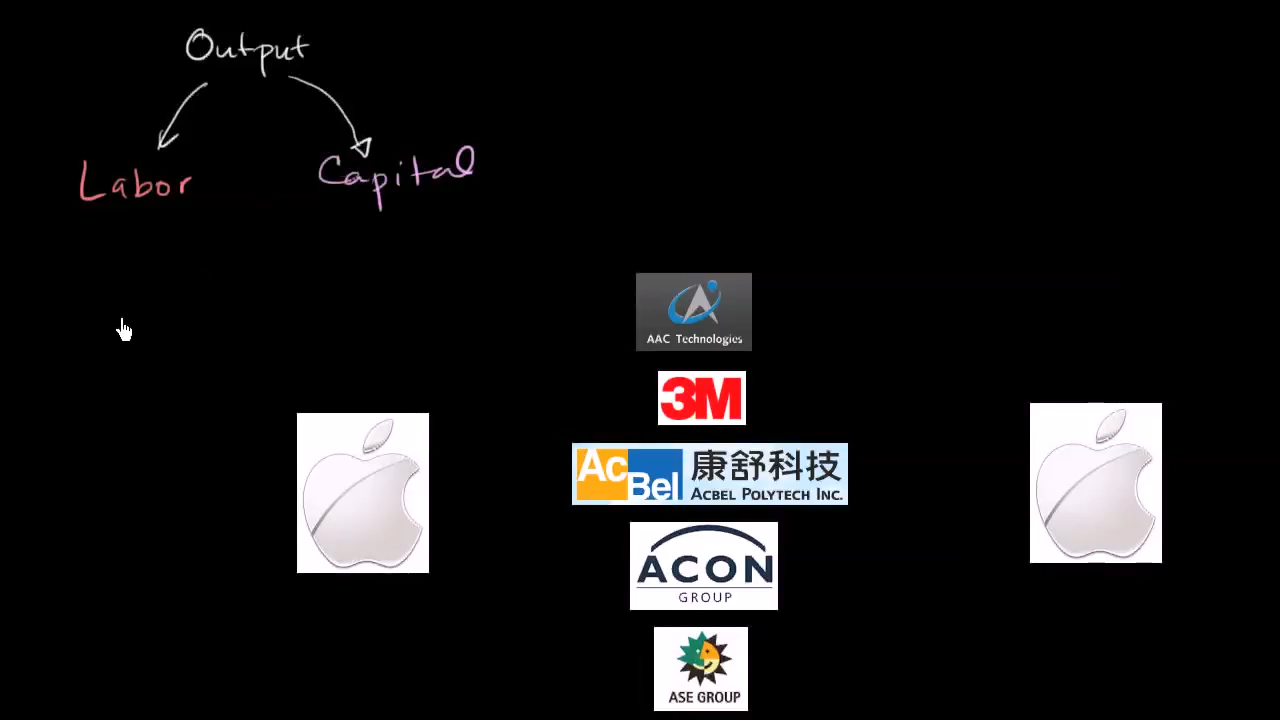 Output
Labor
Capital
AAC Technologies
3M
AcBel 康舒科技
ACBEL POLYTECH INC.
ACON
GROUP
ASE GROUP